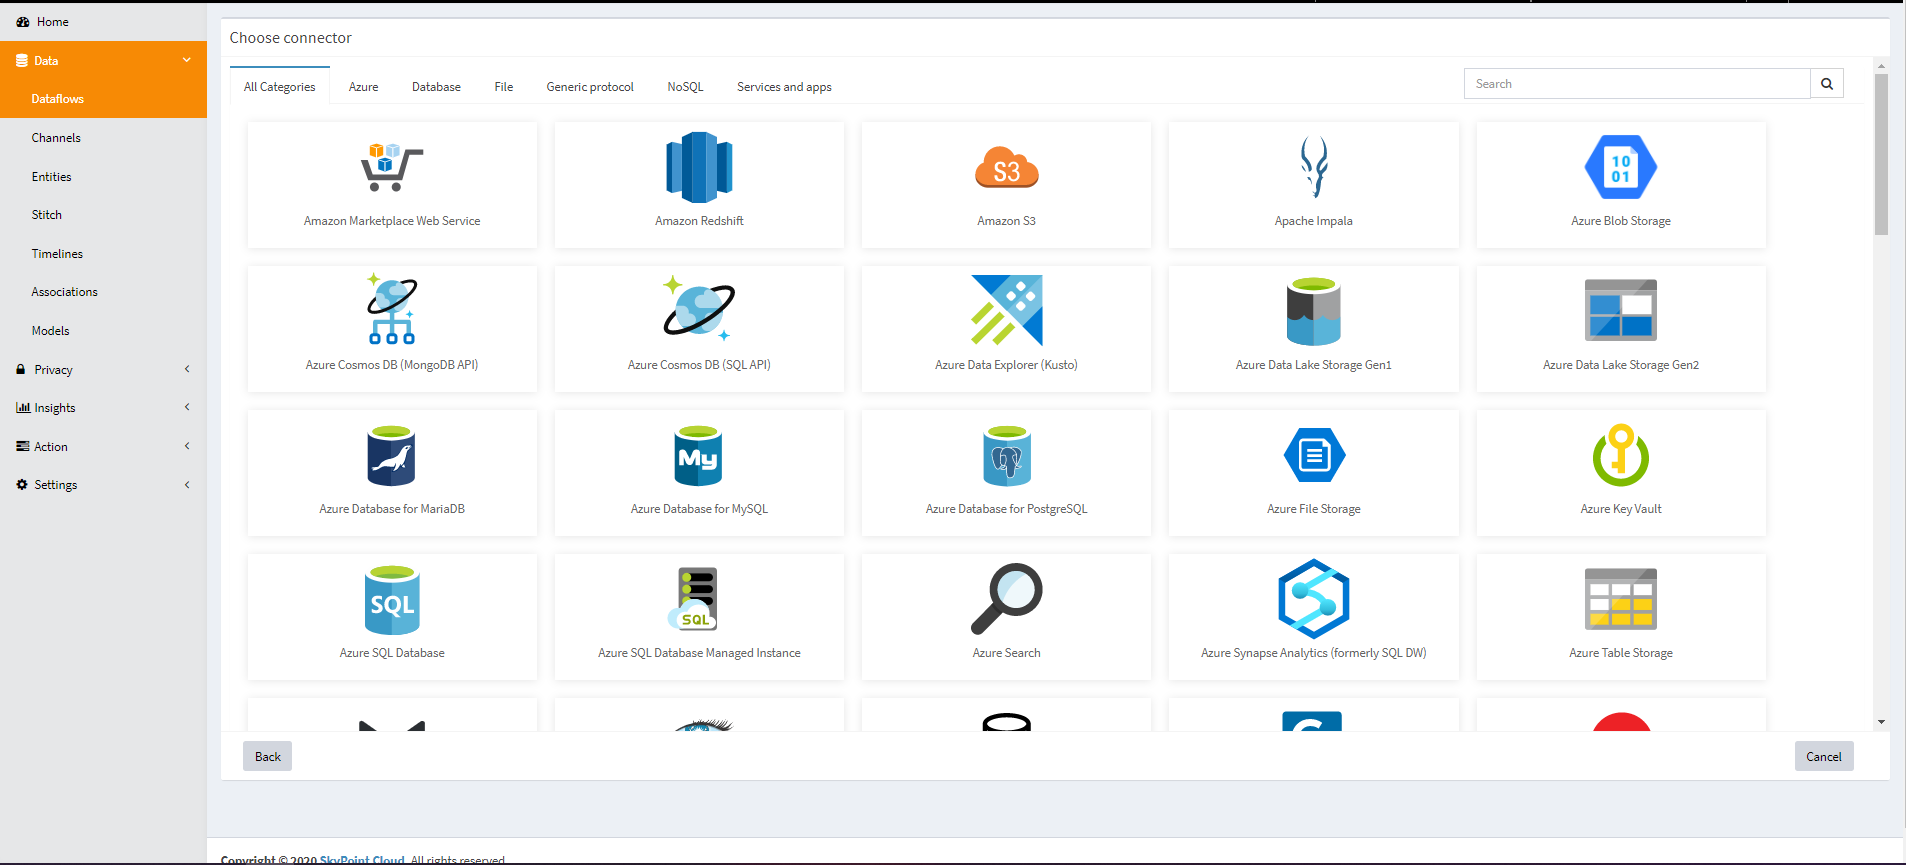 Home
Data
Dataflows
Channels
Entities
Stitch
Timelines
Associations
Models
Privacy
Insights
Action
Settings
Choose connector
All Categories Azure Database File Generic protocol NoSQL Services and apps Search
10
01
S3
Amazon Marketplace Web Service Amazon Redshift Amazon S3 Apache Impala Azure Blob Storage
Azure Cosmos DB (MongoDB API) Azure Cosmos DB (SQL API) Azure Data Explorer (Kusto) Azure Data Lake Storage Gen1 Azure Data Lake Storage Gen2
My
Azure Database for MariaDB Azure Database for MySQL Azure Database for PostgreSQL Azure File Storage Azure Key Vault
SQL
SQL
Azure SQL Database Azure SQL Database Managed Instance Azure Search Azure Synapse Analytics (formerly SQL DW) Azure Table Storage
Back Cancel
Copyright © 2020 SkyPoint Cloud. All rights reserved